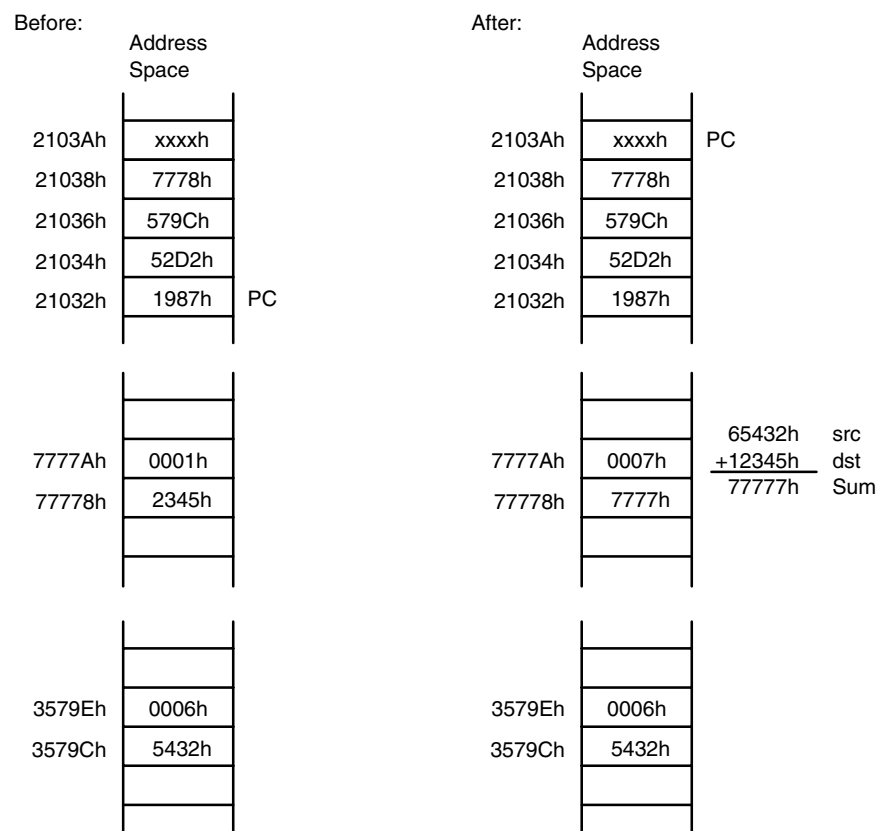 Before:
Address
Space
2103Ah xxxxh
21038h 7778h
21036h 579Ch
21034h 52D2h
21032h 1987h PC
7777Ah 0001h
77778h 2345h
3579Eh 0006h
3579Ch 5432h
After:
Address
Space
2103Ah xxxxh PC
21038h 7778h
21036h 579Ch
21034h 52D2h
21032h 1987h
65432h src
7777Ah 0007h +12345h dst
77778h 7777h 77777h Sum
3579Eh 0006h
3579Ch 5432h